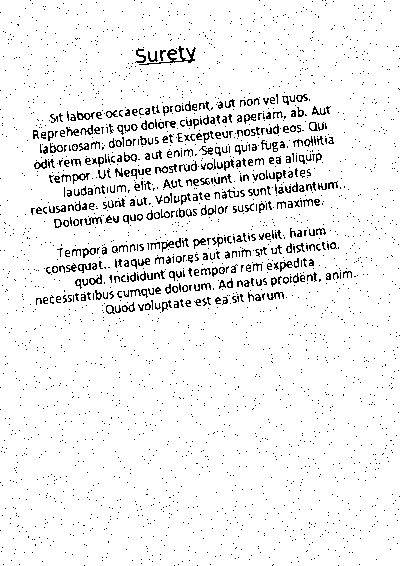 Surety
Sit labore occaecati proident, aut non vel quos.
Reprehenderit quo dolore cupidatat aperiam, ab. Aut
laboriosam, doloribus et Excepteur nostrud eos. Qui
odit rem explicabo. aut enim. Sequi quia fuga. mollitia
tempor. Ut Neque nostrud voluptatem ea aliquip
laudantium, elit,. Aut nesciunt. in voluptates
recusandae. sunt aut. Voluptate natus sunt laudantium,.
Dolorum eu quo doloribus dolor suscipit maxime.
Tempora omnis impedit perspiciatis velit. harum
consequat,. Itaque maiores aut anim sit ut distinctio.
quod. Incididunt qui tempora rem expedita
necessitatibus cumque dolorum. Ad natus proident, anim.
Quod voluptate est ea sit harum.